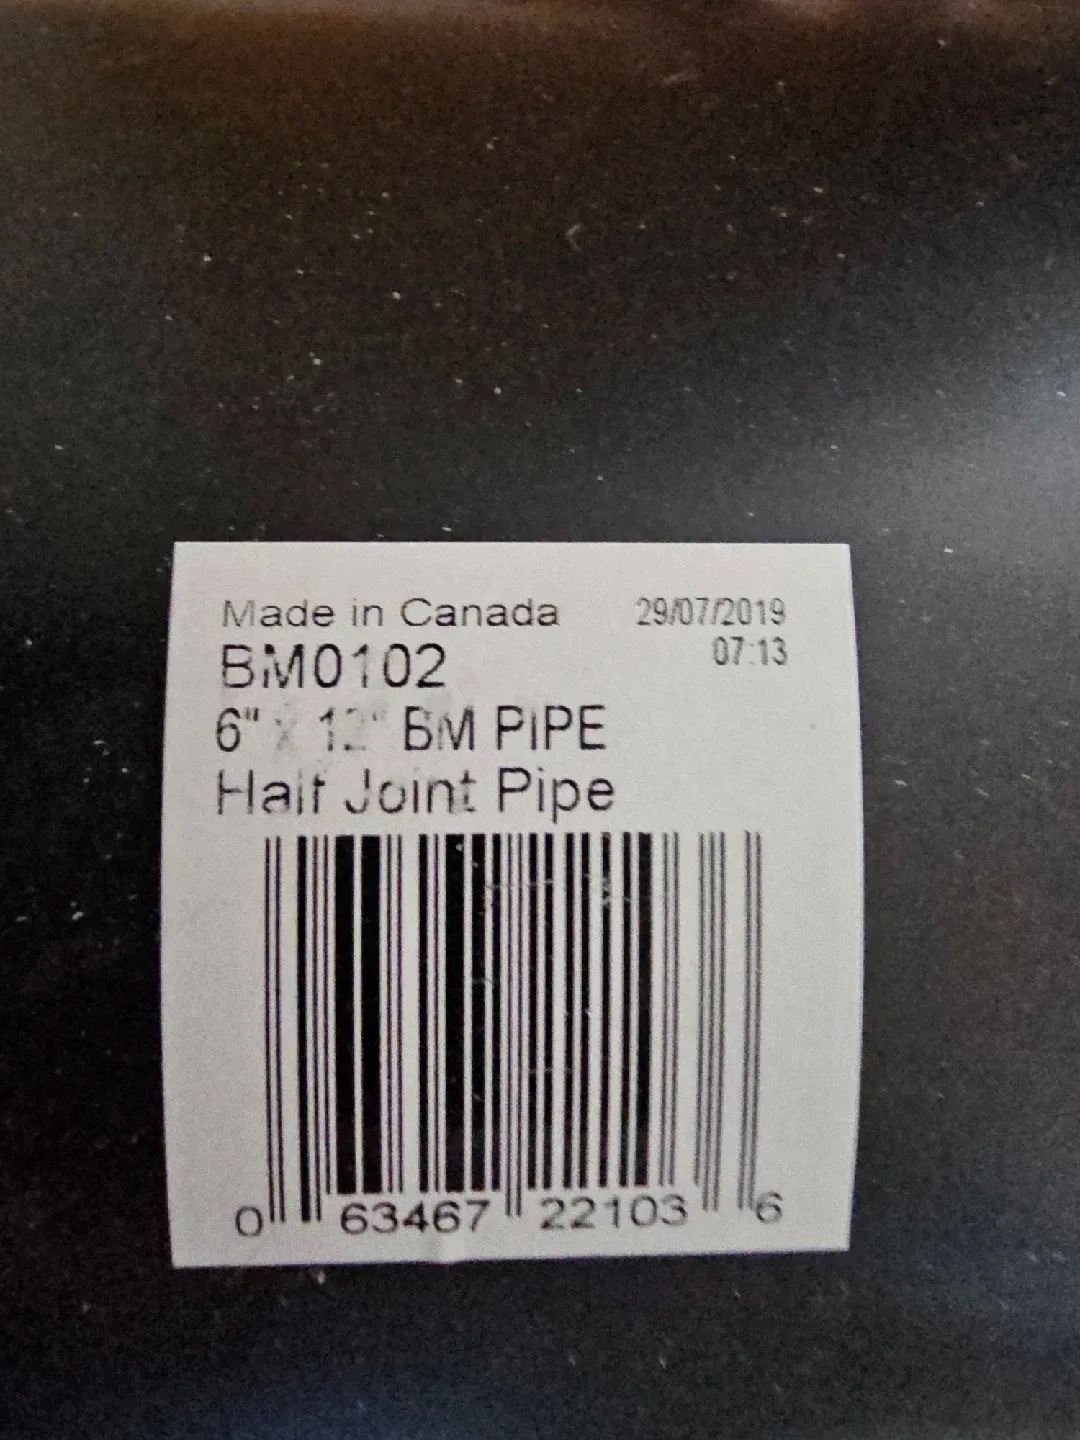 Made in Canada 29/07/2019
BM0102 07:13
6" x 12" BM PIPE
Half Joint Pipe
0 63467 22103 6